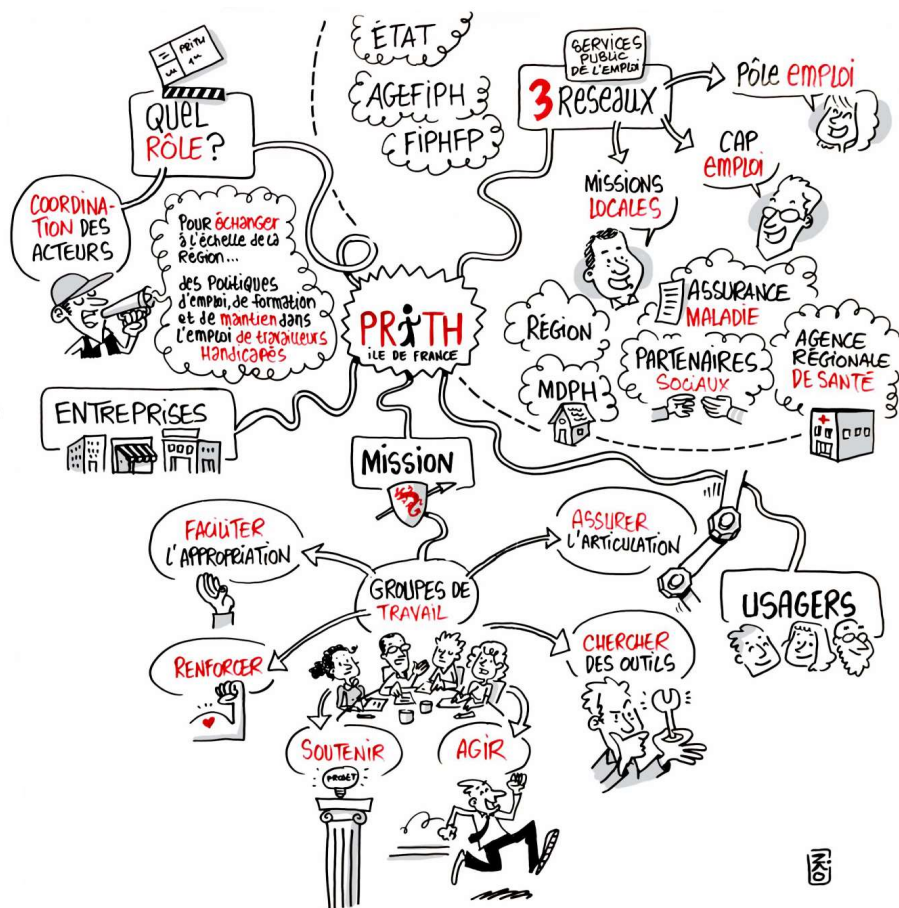 PRITH
QUEL
RÔLE ?
COORDINA-
TION DES
ACTEURS
POUR échanger
à l'échelle de la
Région...
des Politiques
d'emploi, de formation
et de maintien dans
l'emploi de travailleurs
Handicapés
ÉTAT
AGEFIPH
FIPHFP
SERVICES
PUBLIC
DE L'EMPLOI
3 Reseaux
PÔLE EMPLOI
CAP
EMPLOI
MISSIONS
LOCALES
PRITH
ILE DE FRANCE
RÉGION
MDPH
ASSURANCE
MALADIE
PARTENAIRES
SOCIAUX
AGENCE
RÉGIONALE
DE SANTÉ
ENTREPRISES
MISSION
FACILITER
L'APPROPRIATION
ASSURER
L'ARTICULATION
GROUPES DE
TRAVAIL
RENFORCER
CHERCHER
DES OUTILS
SOUTENIR
PROJET
AGIR
USAGERS